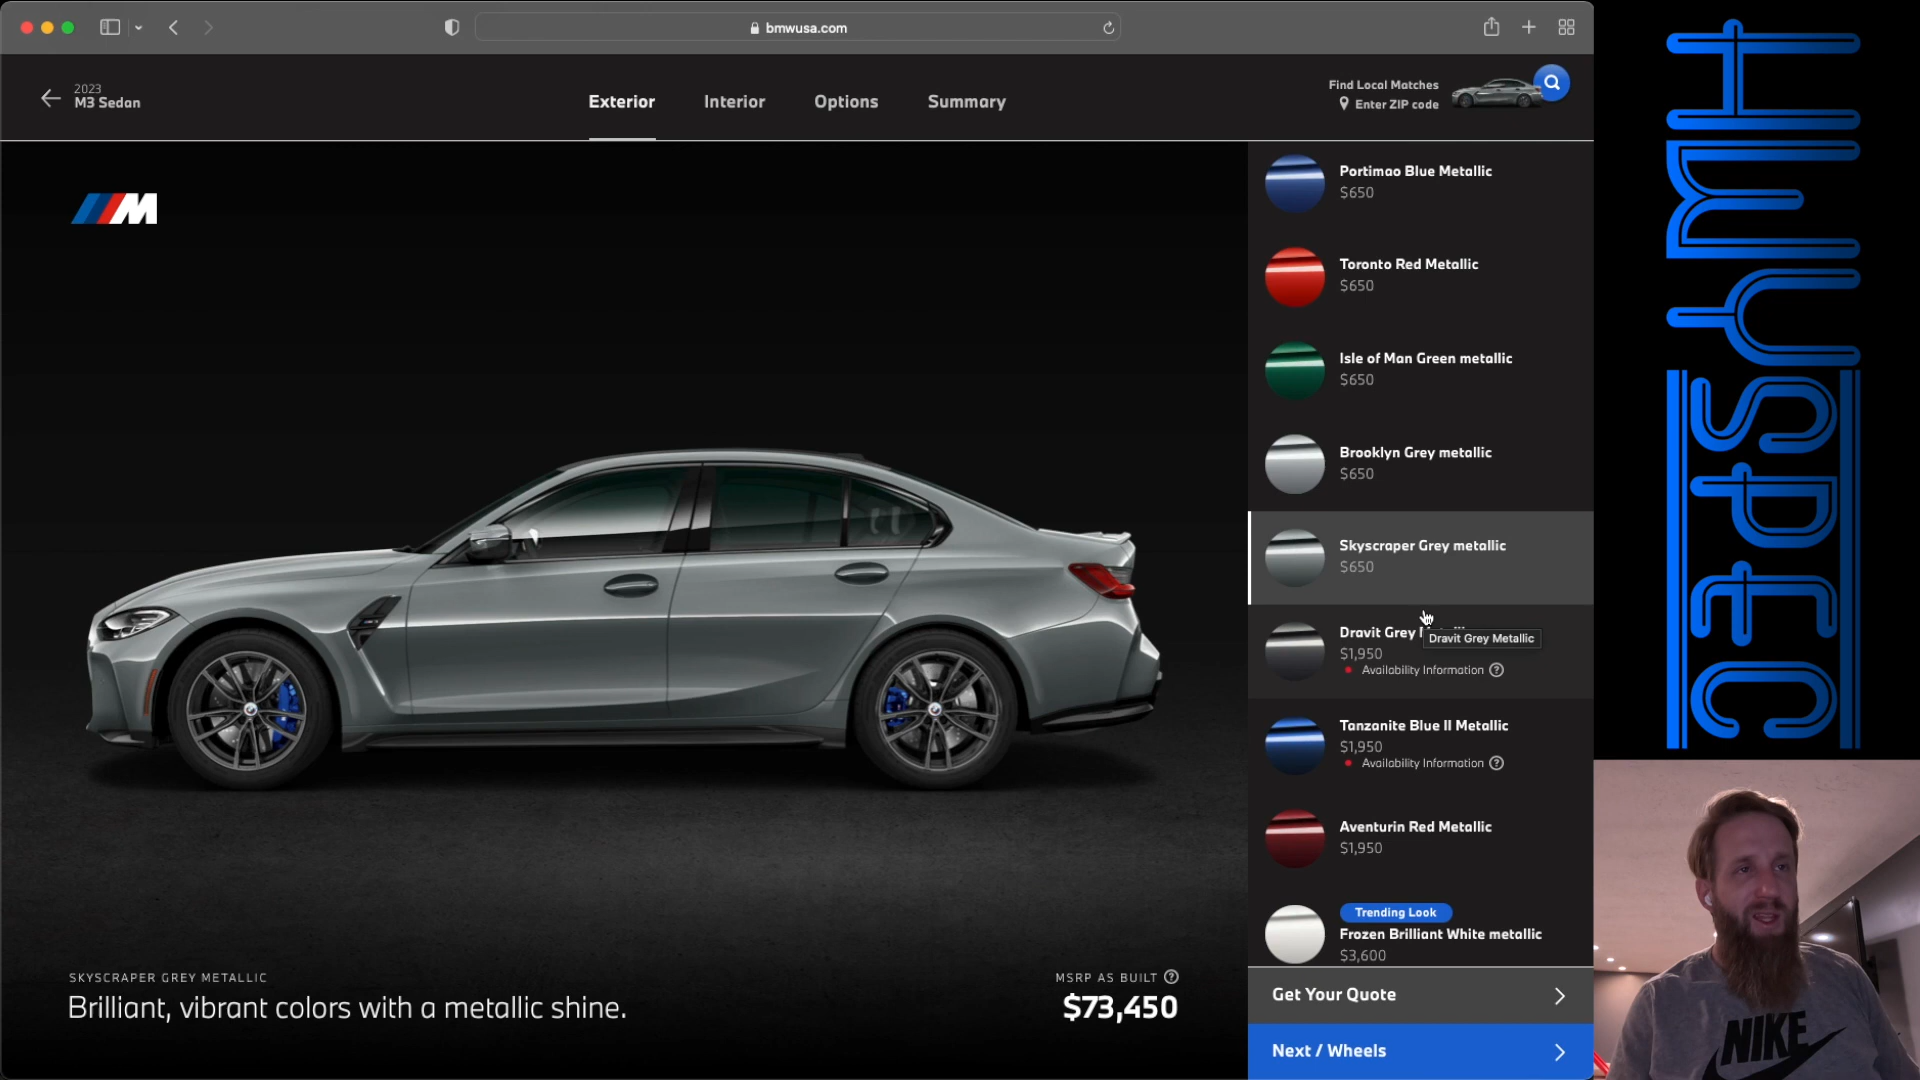 bmwusa.com
2023
M3 Sedan
Exterior
Interior
Options
Summary
Find Local Matches
Enter ZIP code
M
Portimao Blue Metallic
$650
Toronto Red Metallic
$650
Isle of Man Green metallic
$650
Brooklyn Grey metallic
$650
Skyscraper Grey metallic
$650
Dravit Grey
Dravit Grey Metallic
$1,950
Availability Information ?
Tanzanite Blue II Metallic
$1,950
Availability Information ?
Aventurin Red Metallic
$1,950
Trending Look
Frozen Brilliant White metallic
$3,600
SKYSCRAPER GREY METALLIC
Brilliant, vibrant colors with a metallic shine.
MSRP AS BUILT ?
$73,450
Get Your Quote
Next / Wheels
HWYSPEC
NIKE